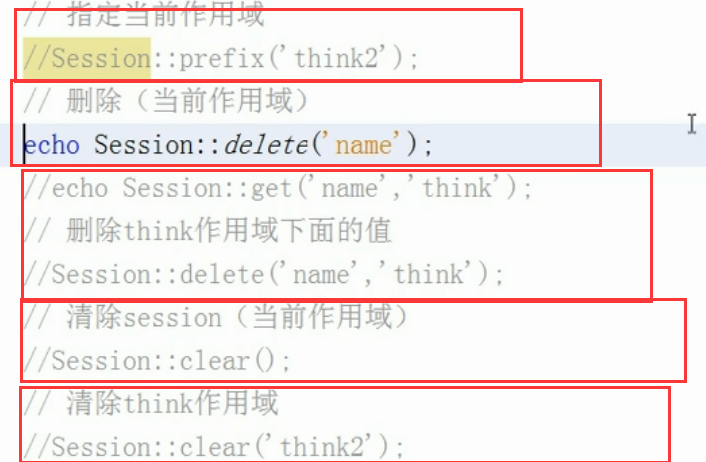 // 指定当前作用域
//Session::prefix('think2');
// 删除（当前作用域）
echo Session::delete('name');
//echo Session::get('name','think');
// 删除think作用域下面的值
//Session::delete('name','think');
// 清除session（当前作用域）
//Session::clear();
// 清除think作用域
//Session::clear('think2');